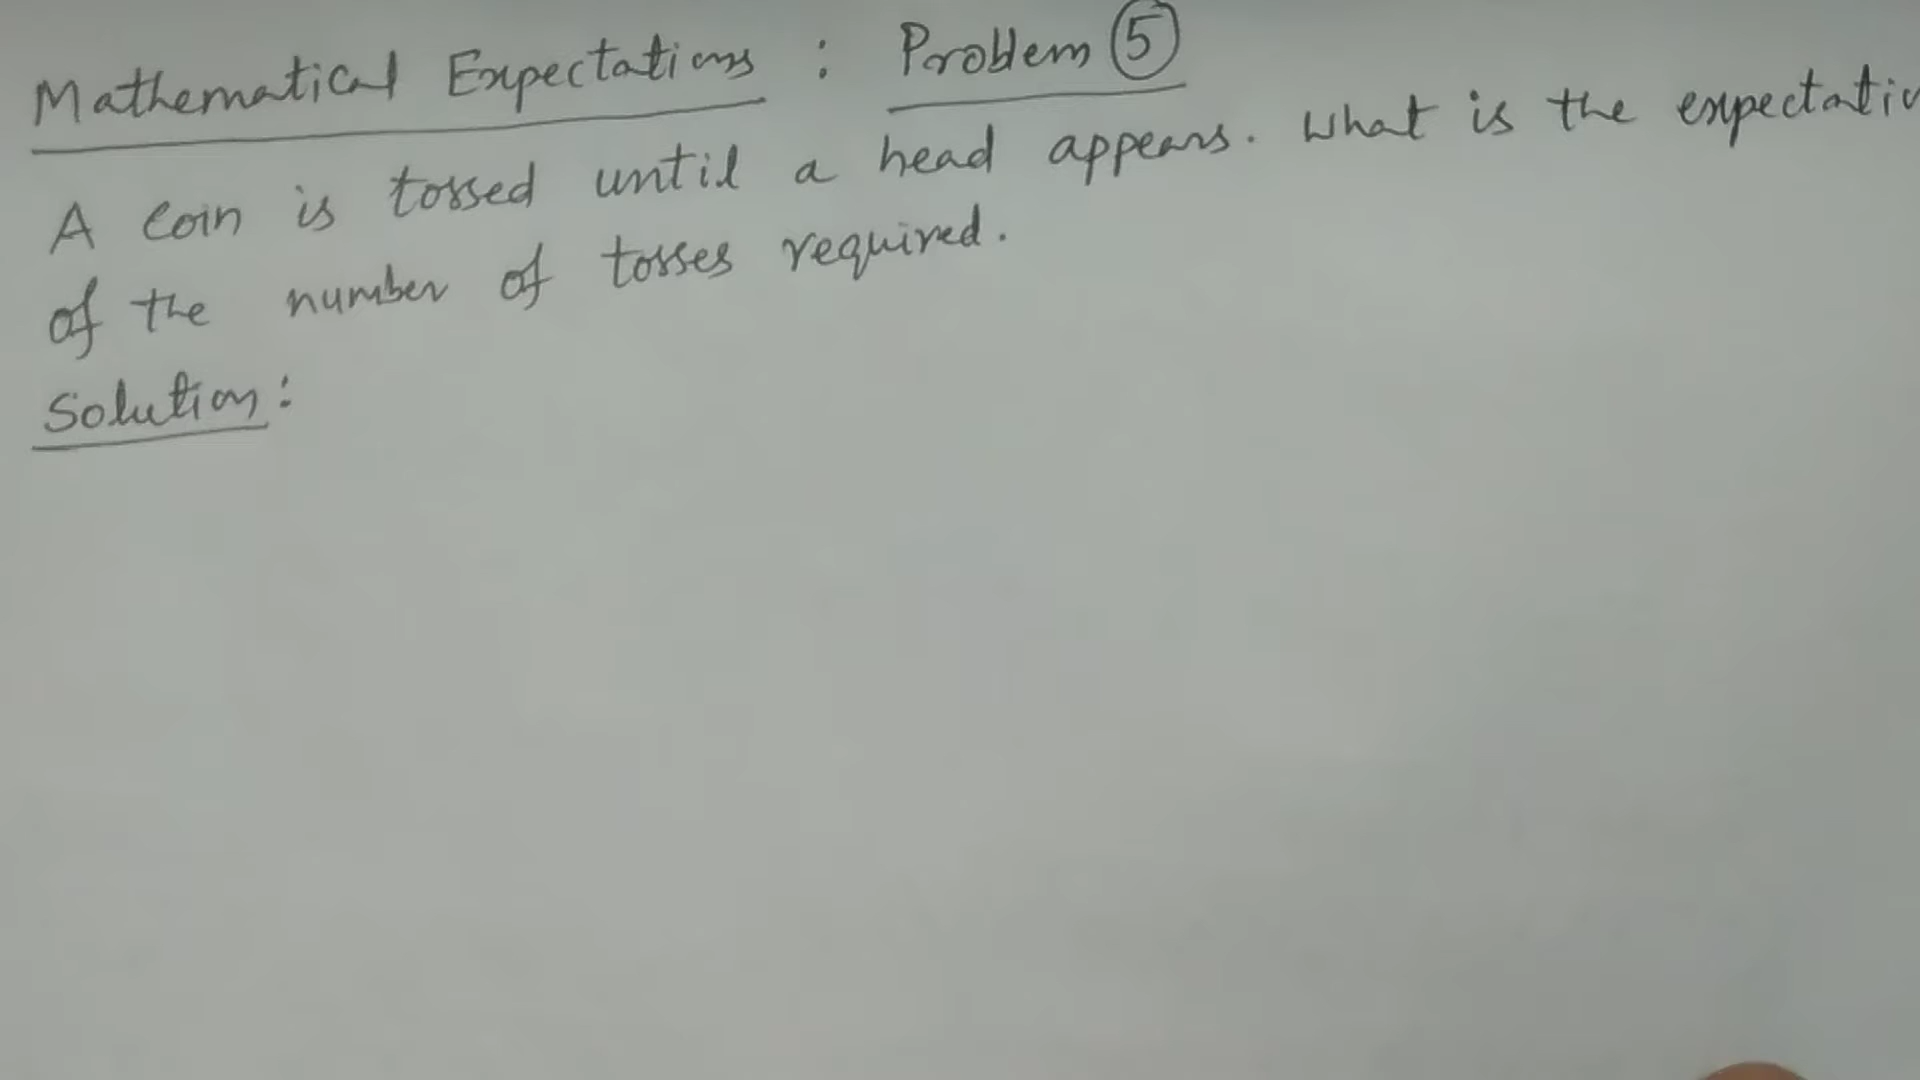 Mathematical Expectations : Problem 5
A coin is tossed until a head appears. What is the expectatio
of the number of tosses required.
Solution: